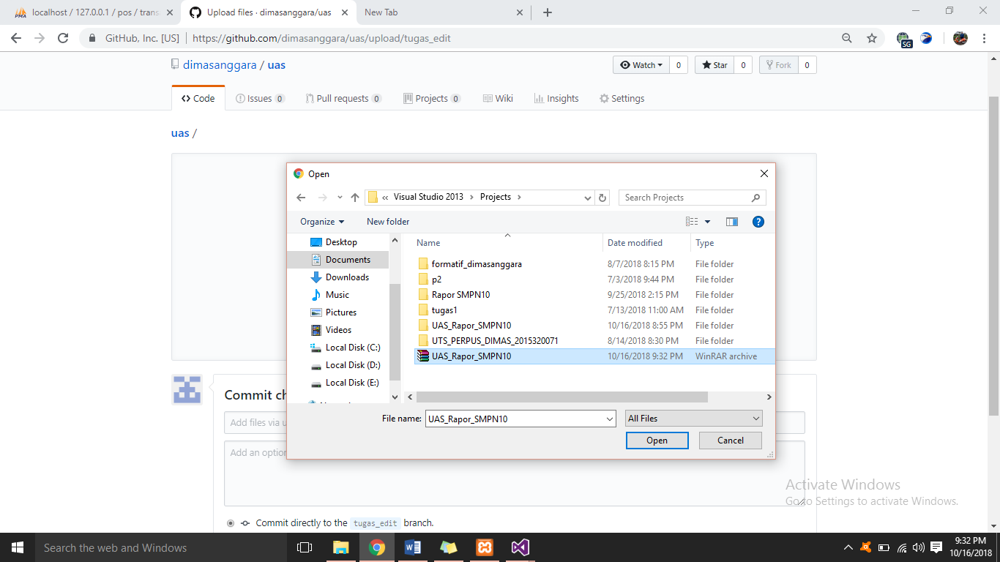 localhost / 127.0.0.1 / pos / trans
Upload files · dimasanggara/uas
New Tab
GitHub, Inc. [US]
https://github.com/dimasanggara/uas/upload/tugas_edit
SG
dimasanggara / uas
Watch 0
Star 0
Fork 0
Code
Issues 0
Pull requests 0
Projects 0
Wiki
Insights
Settings
uas /
Open
« Visual Studio 2013 › Projects ›
Search Projects
Organize
New folder
Name
Date modified
Type
Desktop
Documents
Downloads
Music
Pictures
Videos
Local Disk (C:)
Local Disk (D:)
Local Disk (E:)
formatif_dimasanggara 8/7/2018 8:15 PM File folder
p2 7/3/2018 9:44 PM File folder
Rapor SMPN10 9/25/2018 2:15 PM File folder
tugas1 7/13/2018 11:00 AM File folder
UAS_Rapor_SMPN10 10/16/2018 8:55 PM File folder
UTS_PERPUS_DIMAS_2015320071 8/14/2018 8:30 PM File folder
UAS_Rapor_SMPN10 10/16/2018 9:32 PM WinRAR archive
File name: UAS_Rapor_SMPN10
All Files
Open
Cancel
Commit ch
Add files via u
Add an option
Commit directly to the tugas_edit branch.
Activate Windows
Go to Settings to activate Windows.
Search the web and Windows
9:32 PM
10/16/2018